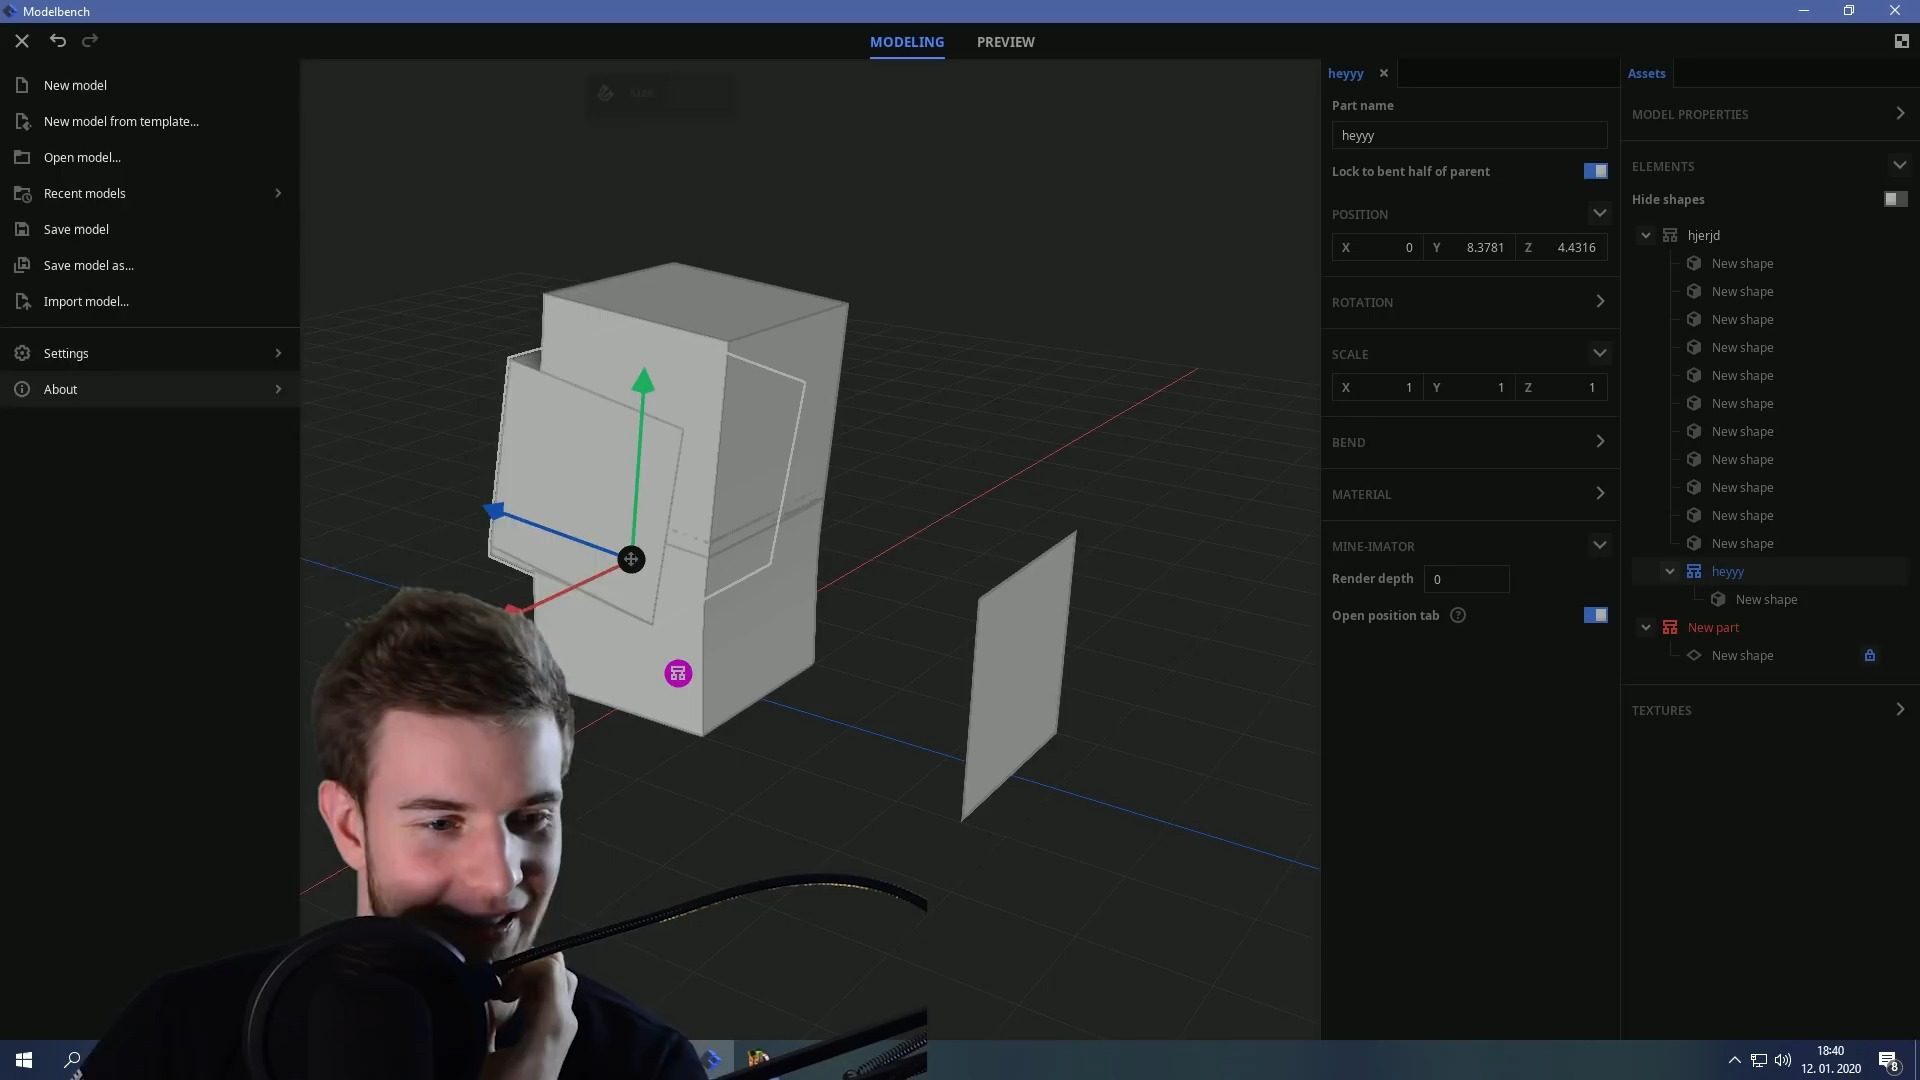 Modelbench
MODELING
PREVIEW
New model
New model from template...
Open model...
Recent models
Save model
Save model as...
Import model...
Settings
About
Size
heyyy
Part name
heyyy
Lock to bent half of parent
POSITION
X 0 Y 8.3781 Z 4.4316
ROTATION
SCALE
X 1 Y 1 Z 1
BEND
MATERIAL
MINE-IMATOR
Render depth 0
Open position tab ?
Assets
MODEL PROPERTIES
ELEMENTS
Hide shapes
hjerjd
New shape
New shape
New shape
New shape
New shape
New shape
New shape
New shape
New shape
New shape
New shape
heyyy
New shape
New part
New shape
TEXTURES
18:40
12. 01. 2020
8